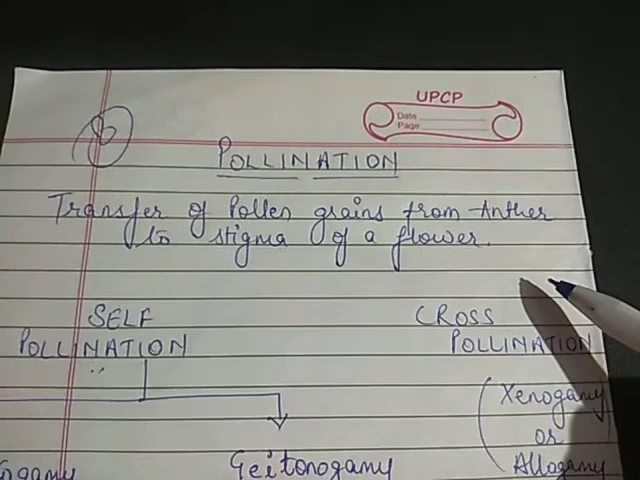 UPCP
Date
Page
POLLINATION
Transfer of Pollen grains from Anther
to stigma of a flower.
SELF
POLLINATION
CROSS
POLLINATION
Xenogamy
or
Allogamy
Geitonogamy